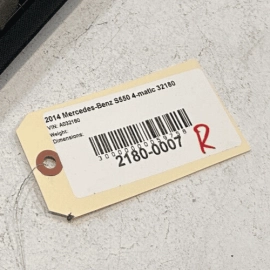 2014 Mercedes-Benz S550 4-matic 32180
VIN: A032180
Weight:
Dimensions:
2180-0007
R